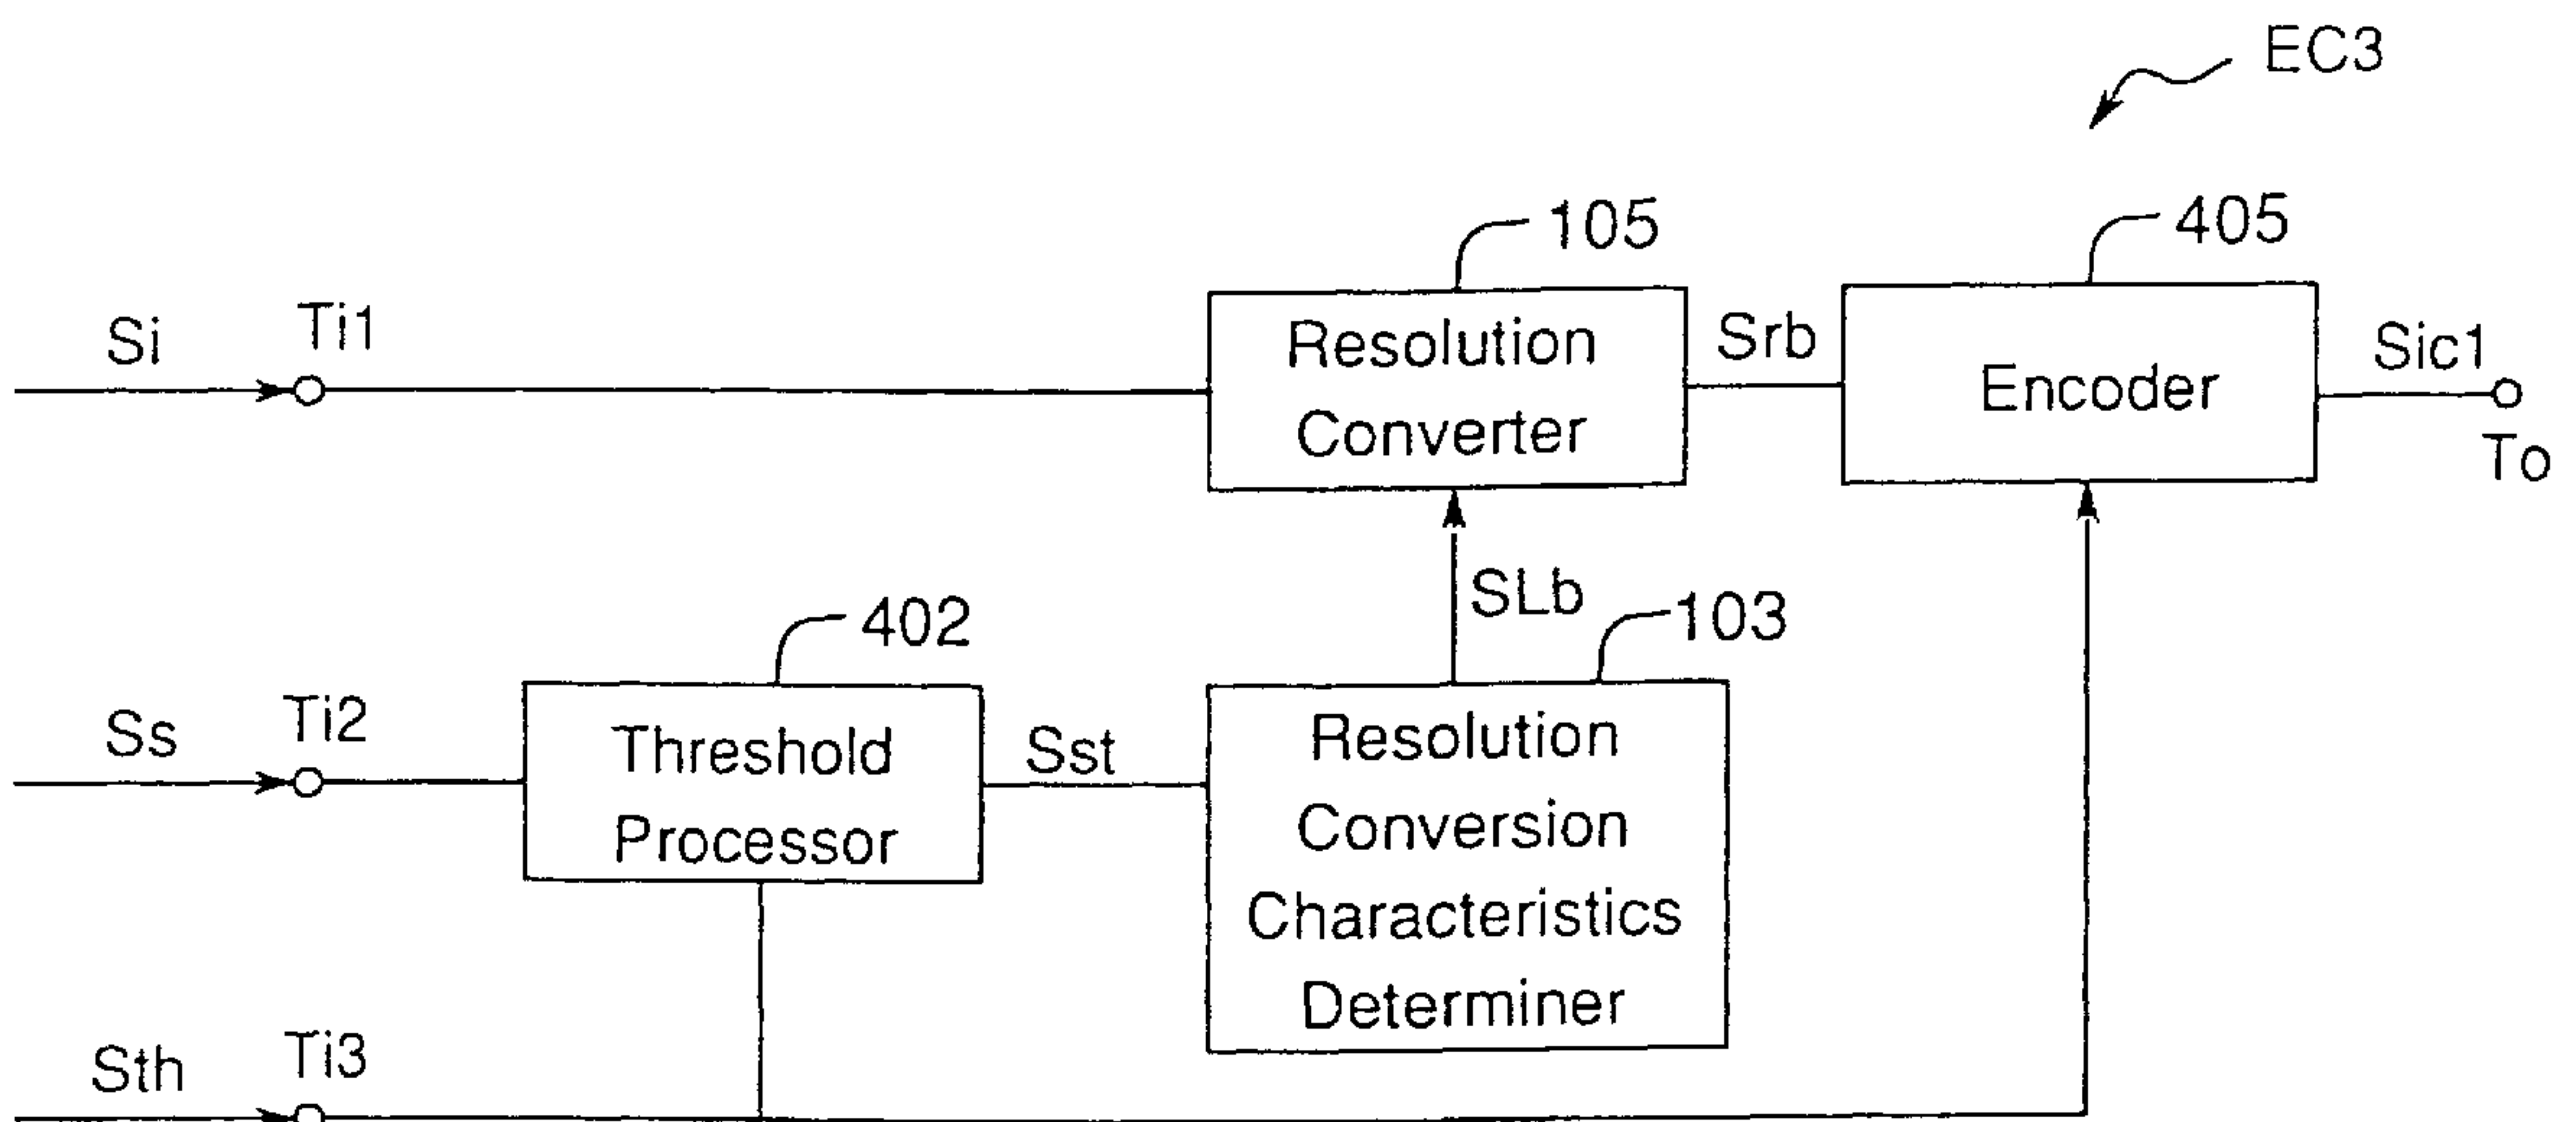 EC3
105
405
Si
Ti1
Resolution
Converter
Srb
Encoder
Sic1
To
SLb
402
103
Ss
Ti2
Threshold
Processor
Sst
Resolution
Conversion
Characteristics
Determiner
Sth
Ti3